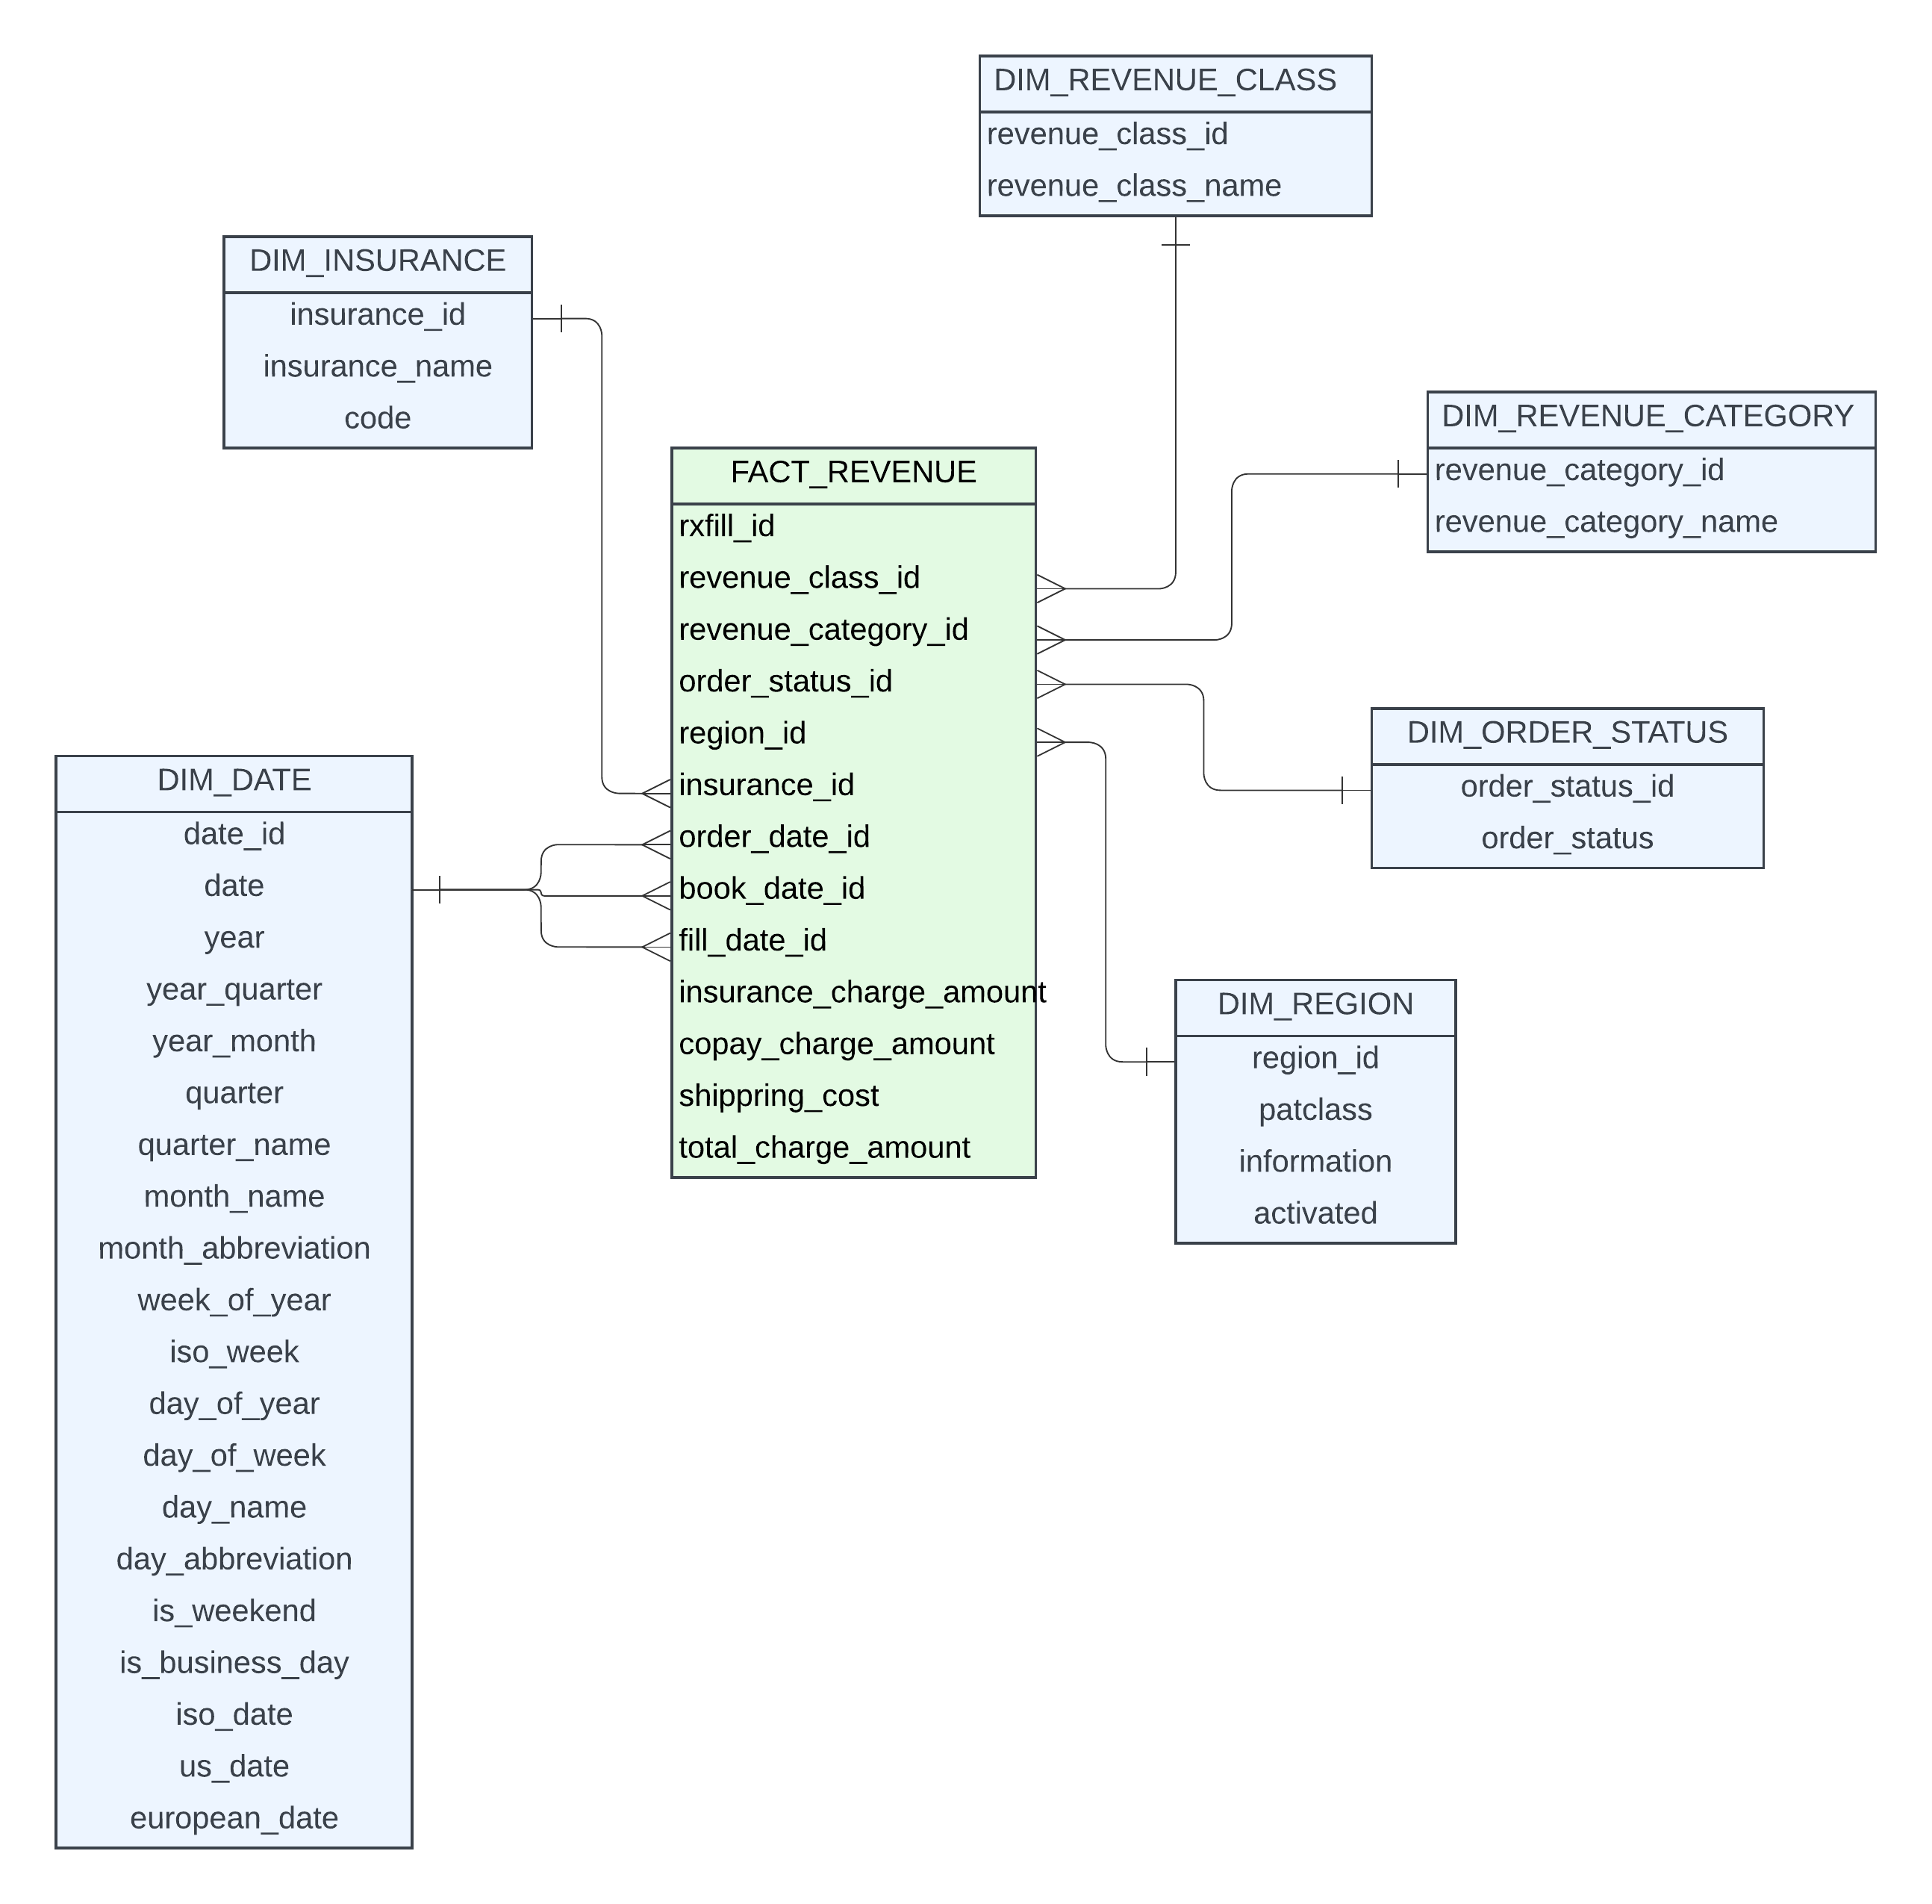 DIM_REVENUE_CLASS
revenue_class_id
revenue_class_name
DIM_INSURANCE
insurance_id
insurance_name
code
DIM_REVENUE_CATEGORY
revenue_category_id
revenue_category_name
FACT_REVENUE
rxfill_id
revenue_class_id
revenue_category_id
order_status_id
region_id
insurance_id
order_date_id
book_date_id
fill_date_id
insurance_charge_amount
copay_charge_amount
shippring_cost
total_charge_amount
DIM_ORDER_STATUS
order_status_id
order_status
DIM_DATE
date_id
date
year
year_quarter
year_month
quarter
quarter_name
month_name
month_abbreviation
week_of_year
iso_week
day_of_year
day_of_week
day_name
day_abbreviation
is_weekend
is_business_day
iso_date
us_date
european_date
DIM_REGION
region_id
patclass
information
activated